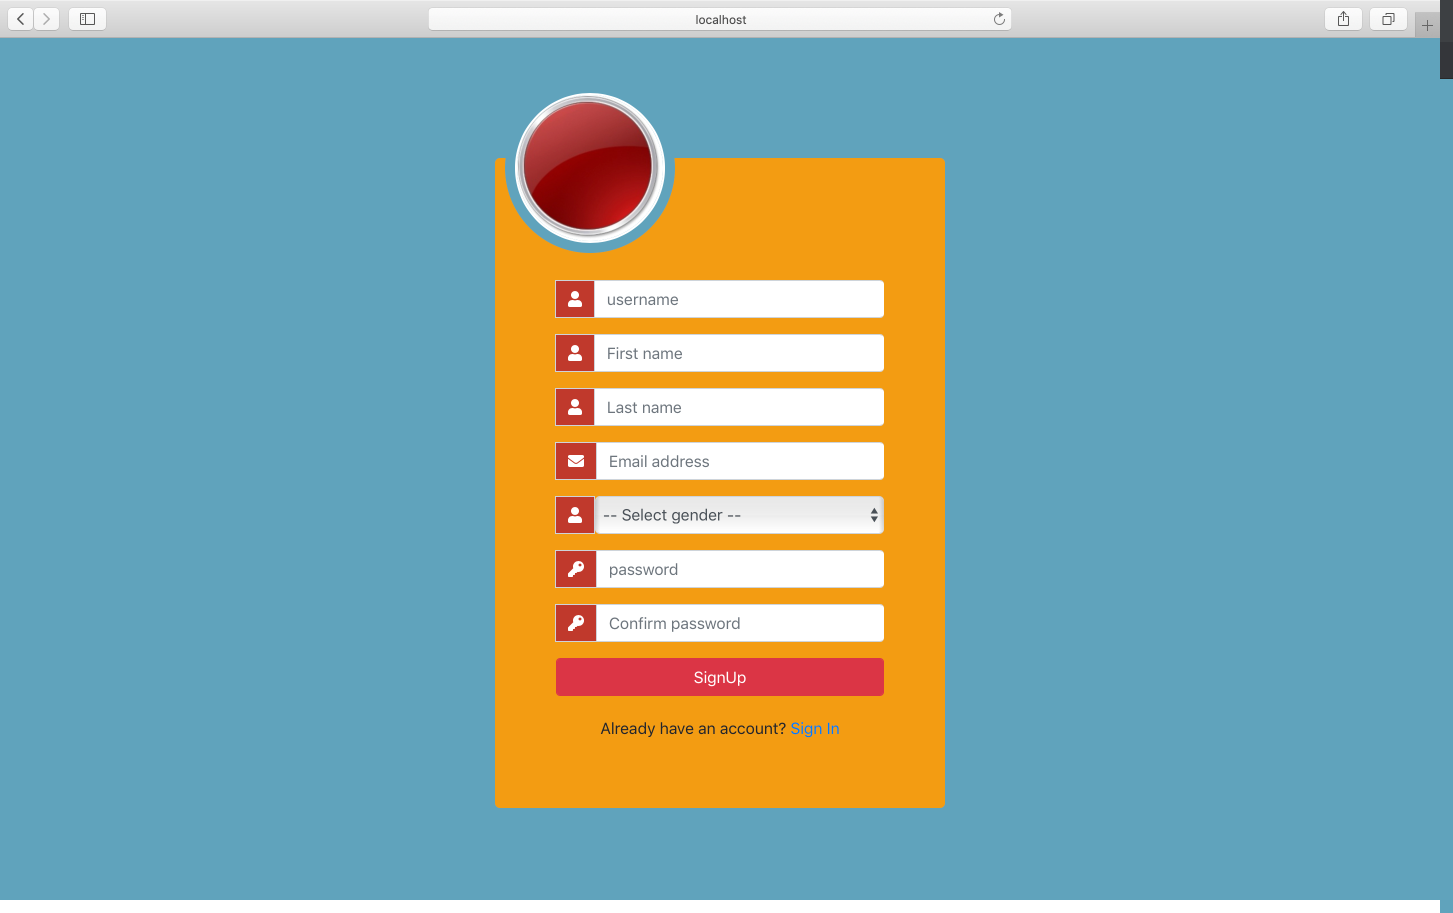 localhost
username
First name
Last name
Email address
-- Select gender --
password
Confirm password
SignUp
Already have an account? Sign In